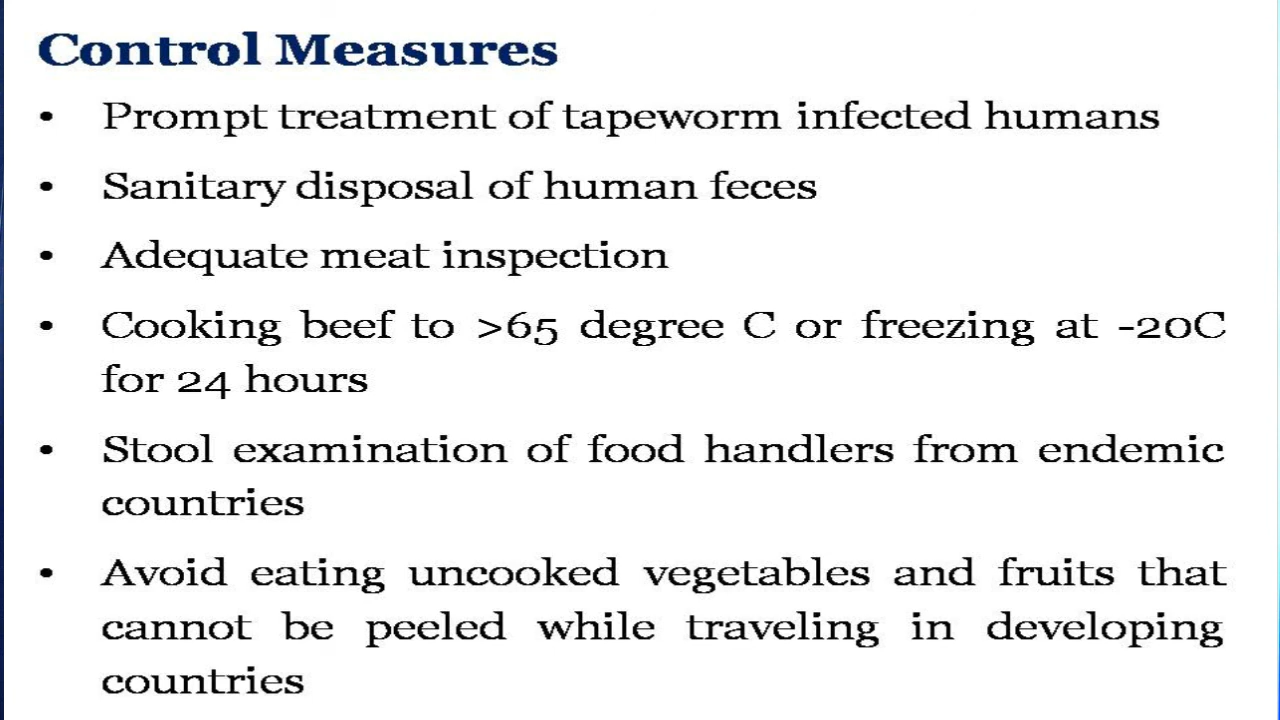 Control Measures
• Prompt treatment of tapeworm infected humans
• Sanitary disposal of human feces
• Adequate meat inspection
• Cooking beef to >65 degree C or freezing at -20C
for 24 hours
• Stool examination of food handlers from endemic
countries
• Avoid eating uncooked vegetables and fruits that
cannot be peeled while traveling in developing
countries